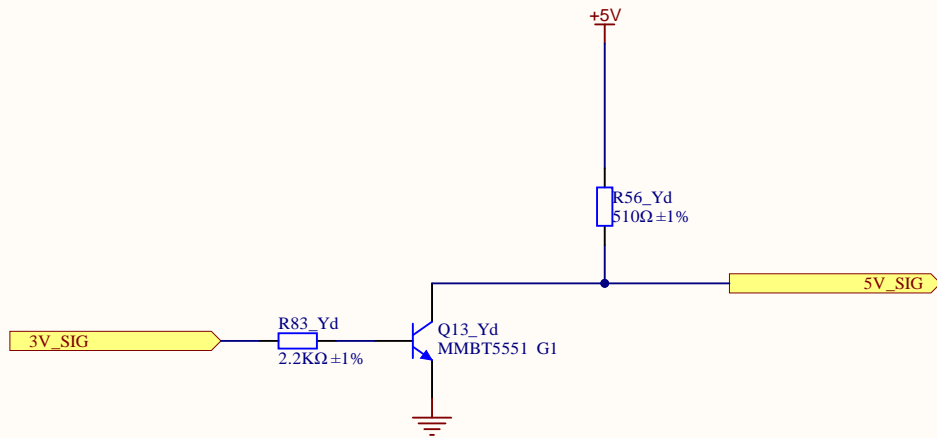 +5V
R56_Yd
510Ω ±1%
5V_SIG
R83_Yd
3V_SIG
2.2KΩ ±1%
Q13_Yd
MMBT5551 G1